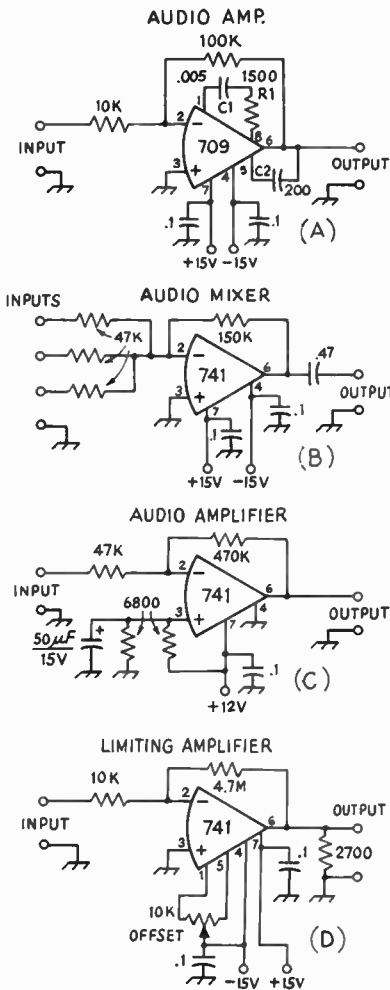 AUDIO AMP.
100K
.005 1500
10K 1 C1 R1
2 − 8
709 6
INPUT 3 + 5 C2 OUTPUT
7 4 200
.1 .1 (A)
+15V −15V
INPUTS AUDIO MIXER
47K 150K
2 − 6 .47
741
3 + 4 OUTPUT
7
.1 .1 (B)
+15V −15V
AUDIO AMPLIFIER
47K 470K
2 − 6
INPUT 741
6800 3 + 4 OUTPUT
50μF + 7
15V .1 (C)
+12V
LIMITING AMPLIFIER
10K 4.7M OUTPUT
2 − 6
INPUT 741
3 + 7 .1 2700
1 5 4
10K
OFFSET (D)
.1
−15V +15V